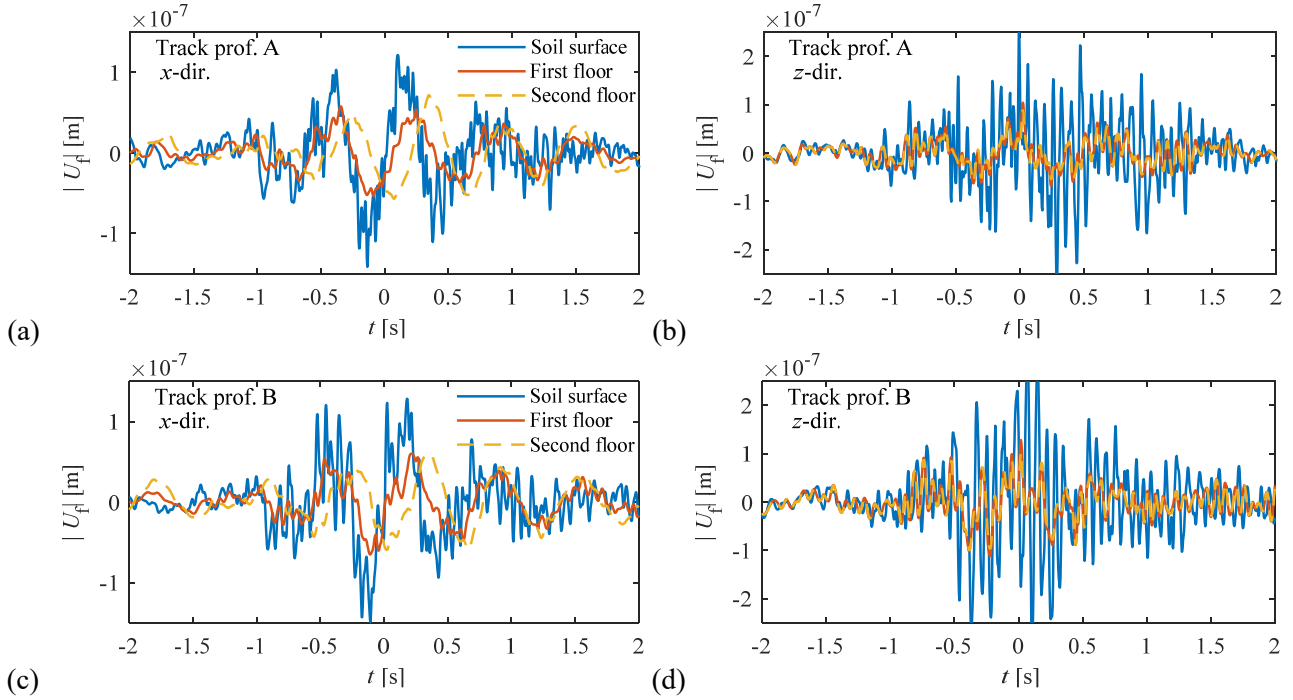 ×10⁻⁷
Track prof. A
x-dir.
Soil surface
First floor
Second floor
1
0
-1
| U_f| [m]
-2 -1.5 -1 -0.5 0 0.5 1 1.5 2
t [s]
(a)
×10⁻⁷
Track prof. A
z-dir.
2
1
0
-1
-2
| U_f| [m]
-2 -1.5 -1 -0.5 0 0.5 1 1.5 2
t [s]
(b)
×10⁻⁷
Track prof. B
x-dir.
Soil surface
First floor
Second floor
1
0
-1
| U_f| [m]
-2 -1.5 -1 -0.5 0 0.5 1 1.5 2
t [s]
(c)
×10⁻⁷
Track prof. B
z-dir.
2
1
0
-1
-2
| U_f| [m]
-2 -1.5 -1 -0.5 0 0.5 1 1.5 2
t [s]
(d)